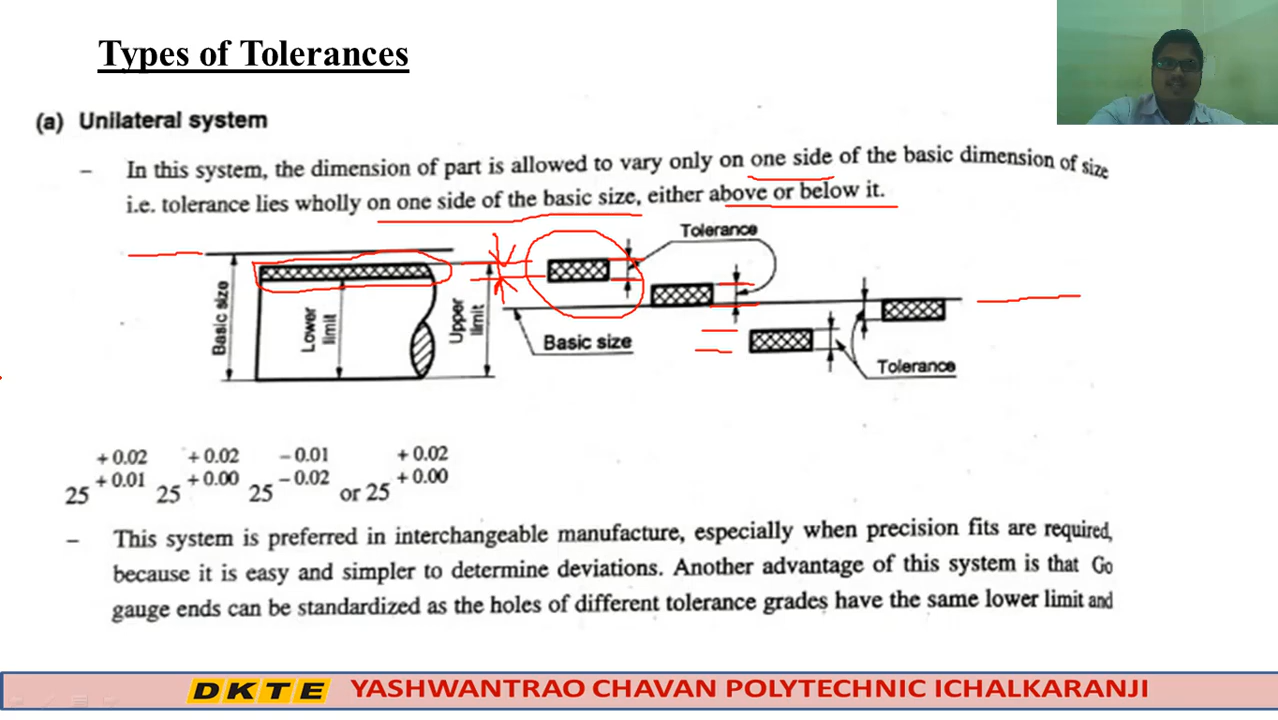 Types of Tolerances
(a) Unilateral system
– In this system, the dimension of part is allowed to vary only on one side of the basic dimension of size
i.e. tolerance lies wholly on one side of the basic size, either above or below it.
Tolerance
Basic size
Lower limit
Upper limit
Basic size
Tolerance
25 +0.02 +0.01 25 +0.02 +0.00 25 –0.01 –0.02 or 25 +0.02 +0.00
– This system is preferred in interchangeable manufacture, especially when precision fits are required,
because it is easy and simpler to determine deviations. Another advantage of this system is that Go
gauge ends can be standardized as the holes of different tolerance grades have the same lower limit and
DKTE YASHWANTRAO CHAVAN POLYTECHNIC ICHALKARANJI